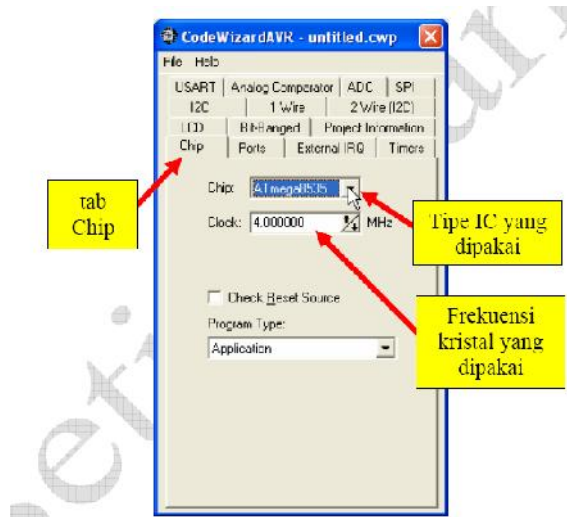 CodeWizardAVR - untitled.cwp
File Help
USART Analog Comparator ADC SPI
I2C 1 Wire 2 Wire (I2C)
LCD Bit-Banged Project Information
Chip Ports External IRQ Timers
Chip: ATmega8535
Clock: 4.000000 MHz
Check Reset Source
Program Type:
Application
tab
Chip
Tipe IC yang
dipakai
Frekuensi
kristal yang
dipakai